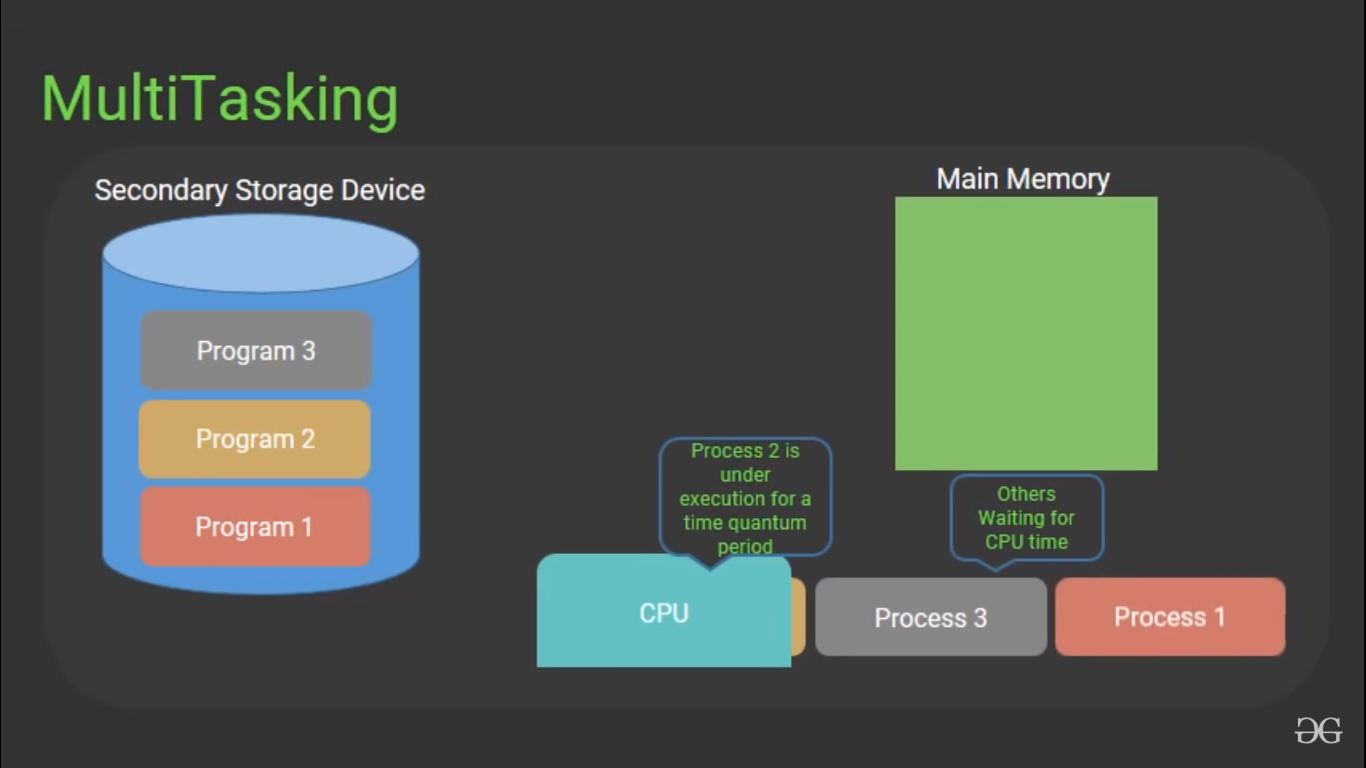 MultiTasking
Secondary Storage Device
Main Memory
Program 3
Program 2
Program 1
Process 2 is
under
execution for a
time quantum
period
Others
Waiting for
CPU time
CPU
Process 3
Process 1